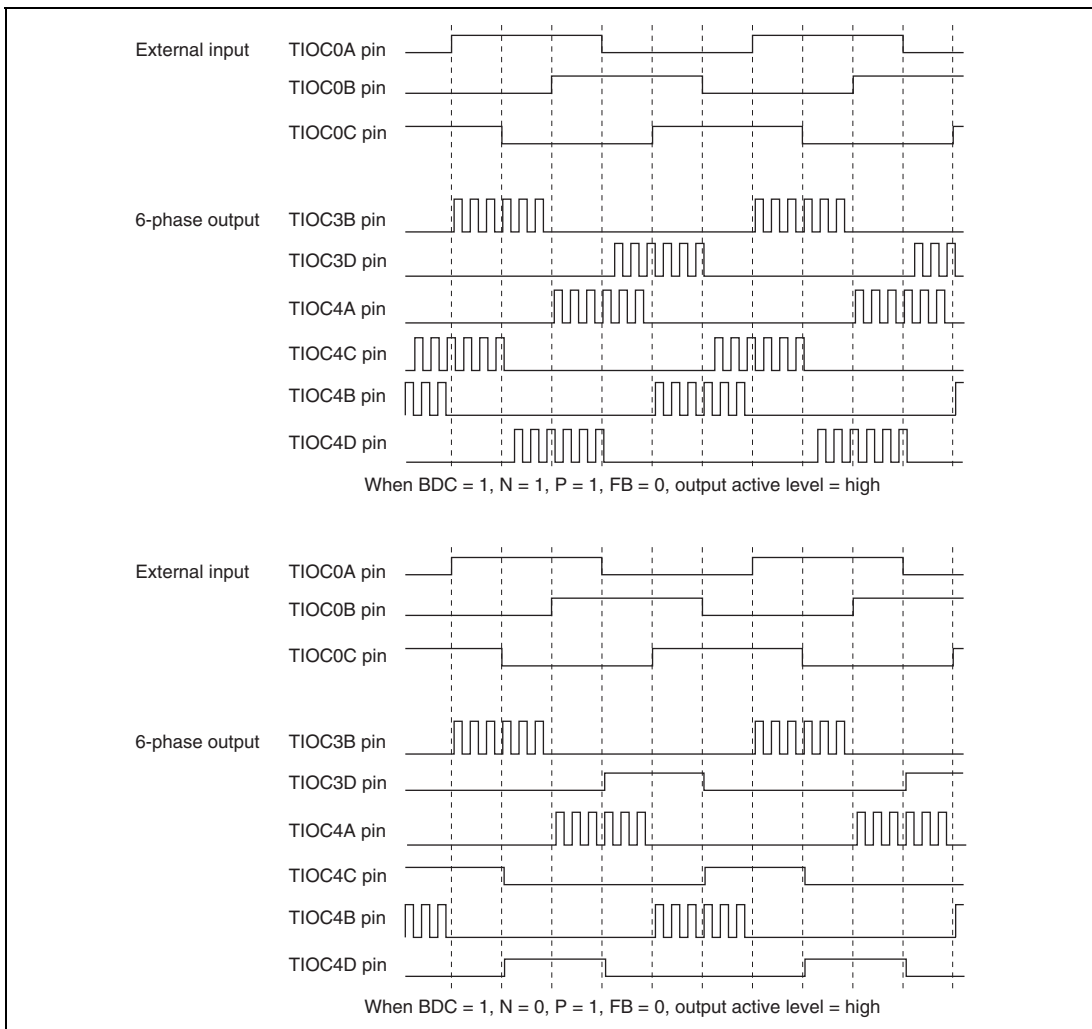 External input TIOC0A pin
TIOC0B pin
TIOC0C pin
6-phase output TIOC3B pin
TIOC3D pin
TIOC4A pin
TIOC4C pin
TIOC4B pin
TIOC4D pin
When BDC = 1, N = 1, P = 1, FB = 0, output active level = high
External input TIOC0A pin
TIOC0B pin
TIOC0C pin
6-phase output TIOC3B pin
TIOC3D pin
TIOC4A pin
TIOC4C pin
TIOC4B pin
TIOC4D pin
When BDC = 1, N = 0, P = 1, FB = 0, output active level = high